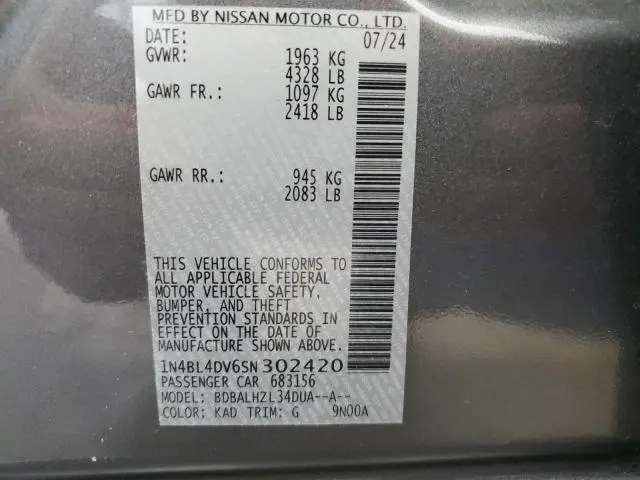 MFD BY NISSAN MOTOR CO., LTD.
DATE: 07/24
GVWR: 1963 KG
4328 LB
GAWR FR.: 1097 KG
2418 LB
GAWR RR.: 945 KG
2083 LB
THIS VEHICLE CONFORMS TO
ALL APPLICABLE FEDERAL
MOTOR VEHICLE SAFETY,
BUMPER, AND THEFT
PREVENTION STANDARDS IN
EFFECT ON THE DATE OF
MANUFACTURE SHOWN ABOVE.
1N4BL4DV6SN302420
PASSENGER CAR 683156
MODEL: BDBALHZL34DUA--A--
COLOR: KAD TRIM: G 9N00A